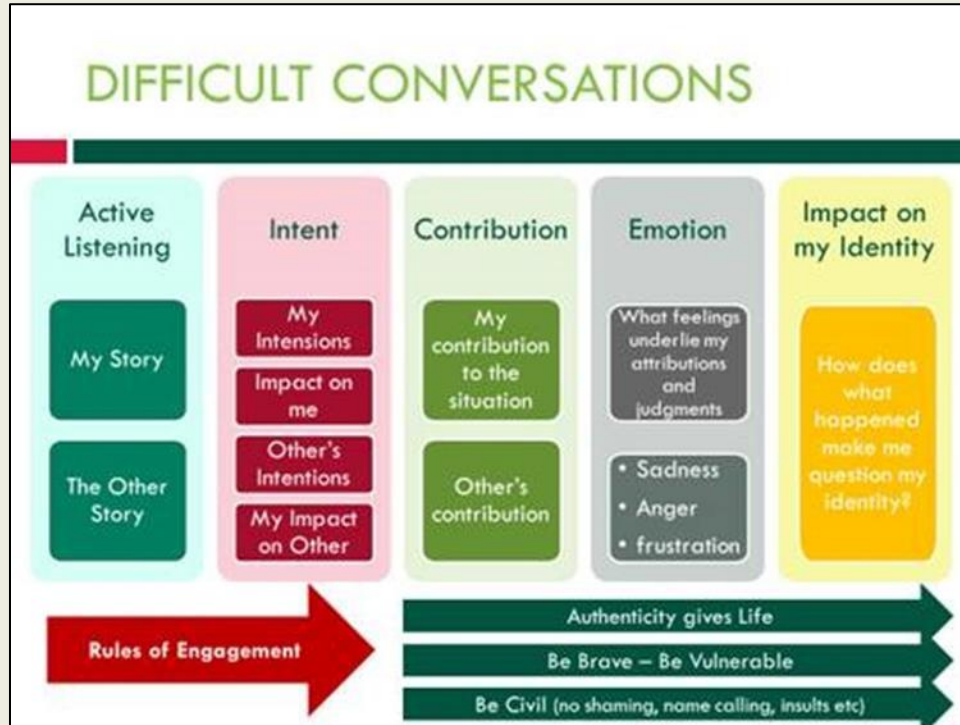 DIFFICULT CONVERSATIONS
Active
Listening
My Story
The Other
Story
Intent
My
Intensions
Impact on
me
Other's
Intentions
My Impact
on Other
Contribution
My
contribution
to the
situation
Other's
contribution
Emotion
What feelings
underlie my
attributions
and
judgments
• Sadness
• Anger
• frustration
Impact on
my Identity
How does
what
happened
make me
question my
identity?
Rules of Engagement
Authenticity gives Life
Be Brave – Be Vulnerable
Be Civil (no shaming, name calling, insults etc)